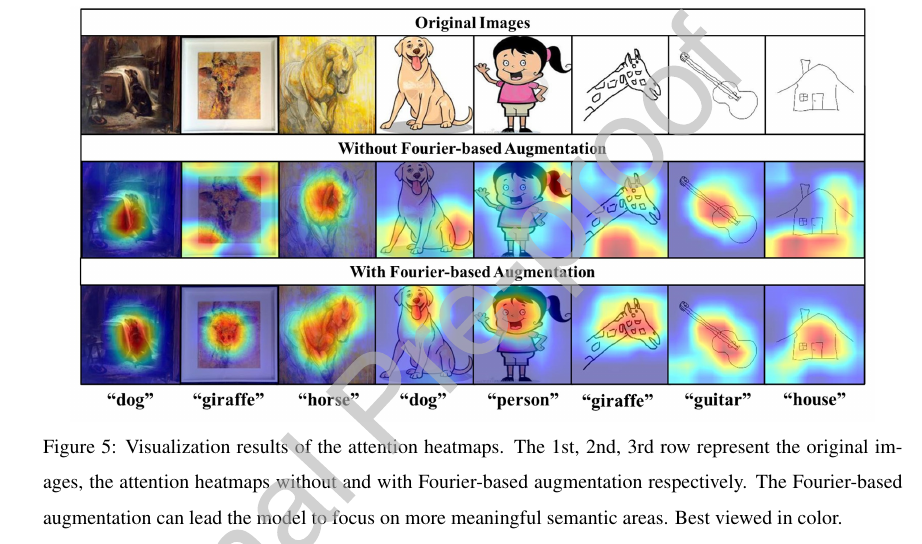 Original Images
Without Fourier-based Augmentation
With Fourier-based Augmentation
“dog” “giraffe” “horse” “dog” “person” “giraffe” “guitar” “house”
Figure 5: Visualization results of the attention heatmaps. The 1st, 2nd, 3rd row represent the original im-
ages, the attention heatmaps without and with Fourier-based augmentation respectively. The Fourier-based
augmentation can lead the model to focus on more meaningful semantic areas. Best viewed in color.
nal Pre-proof